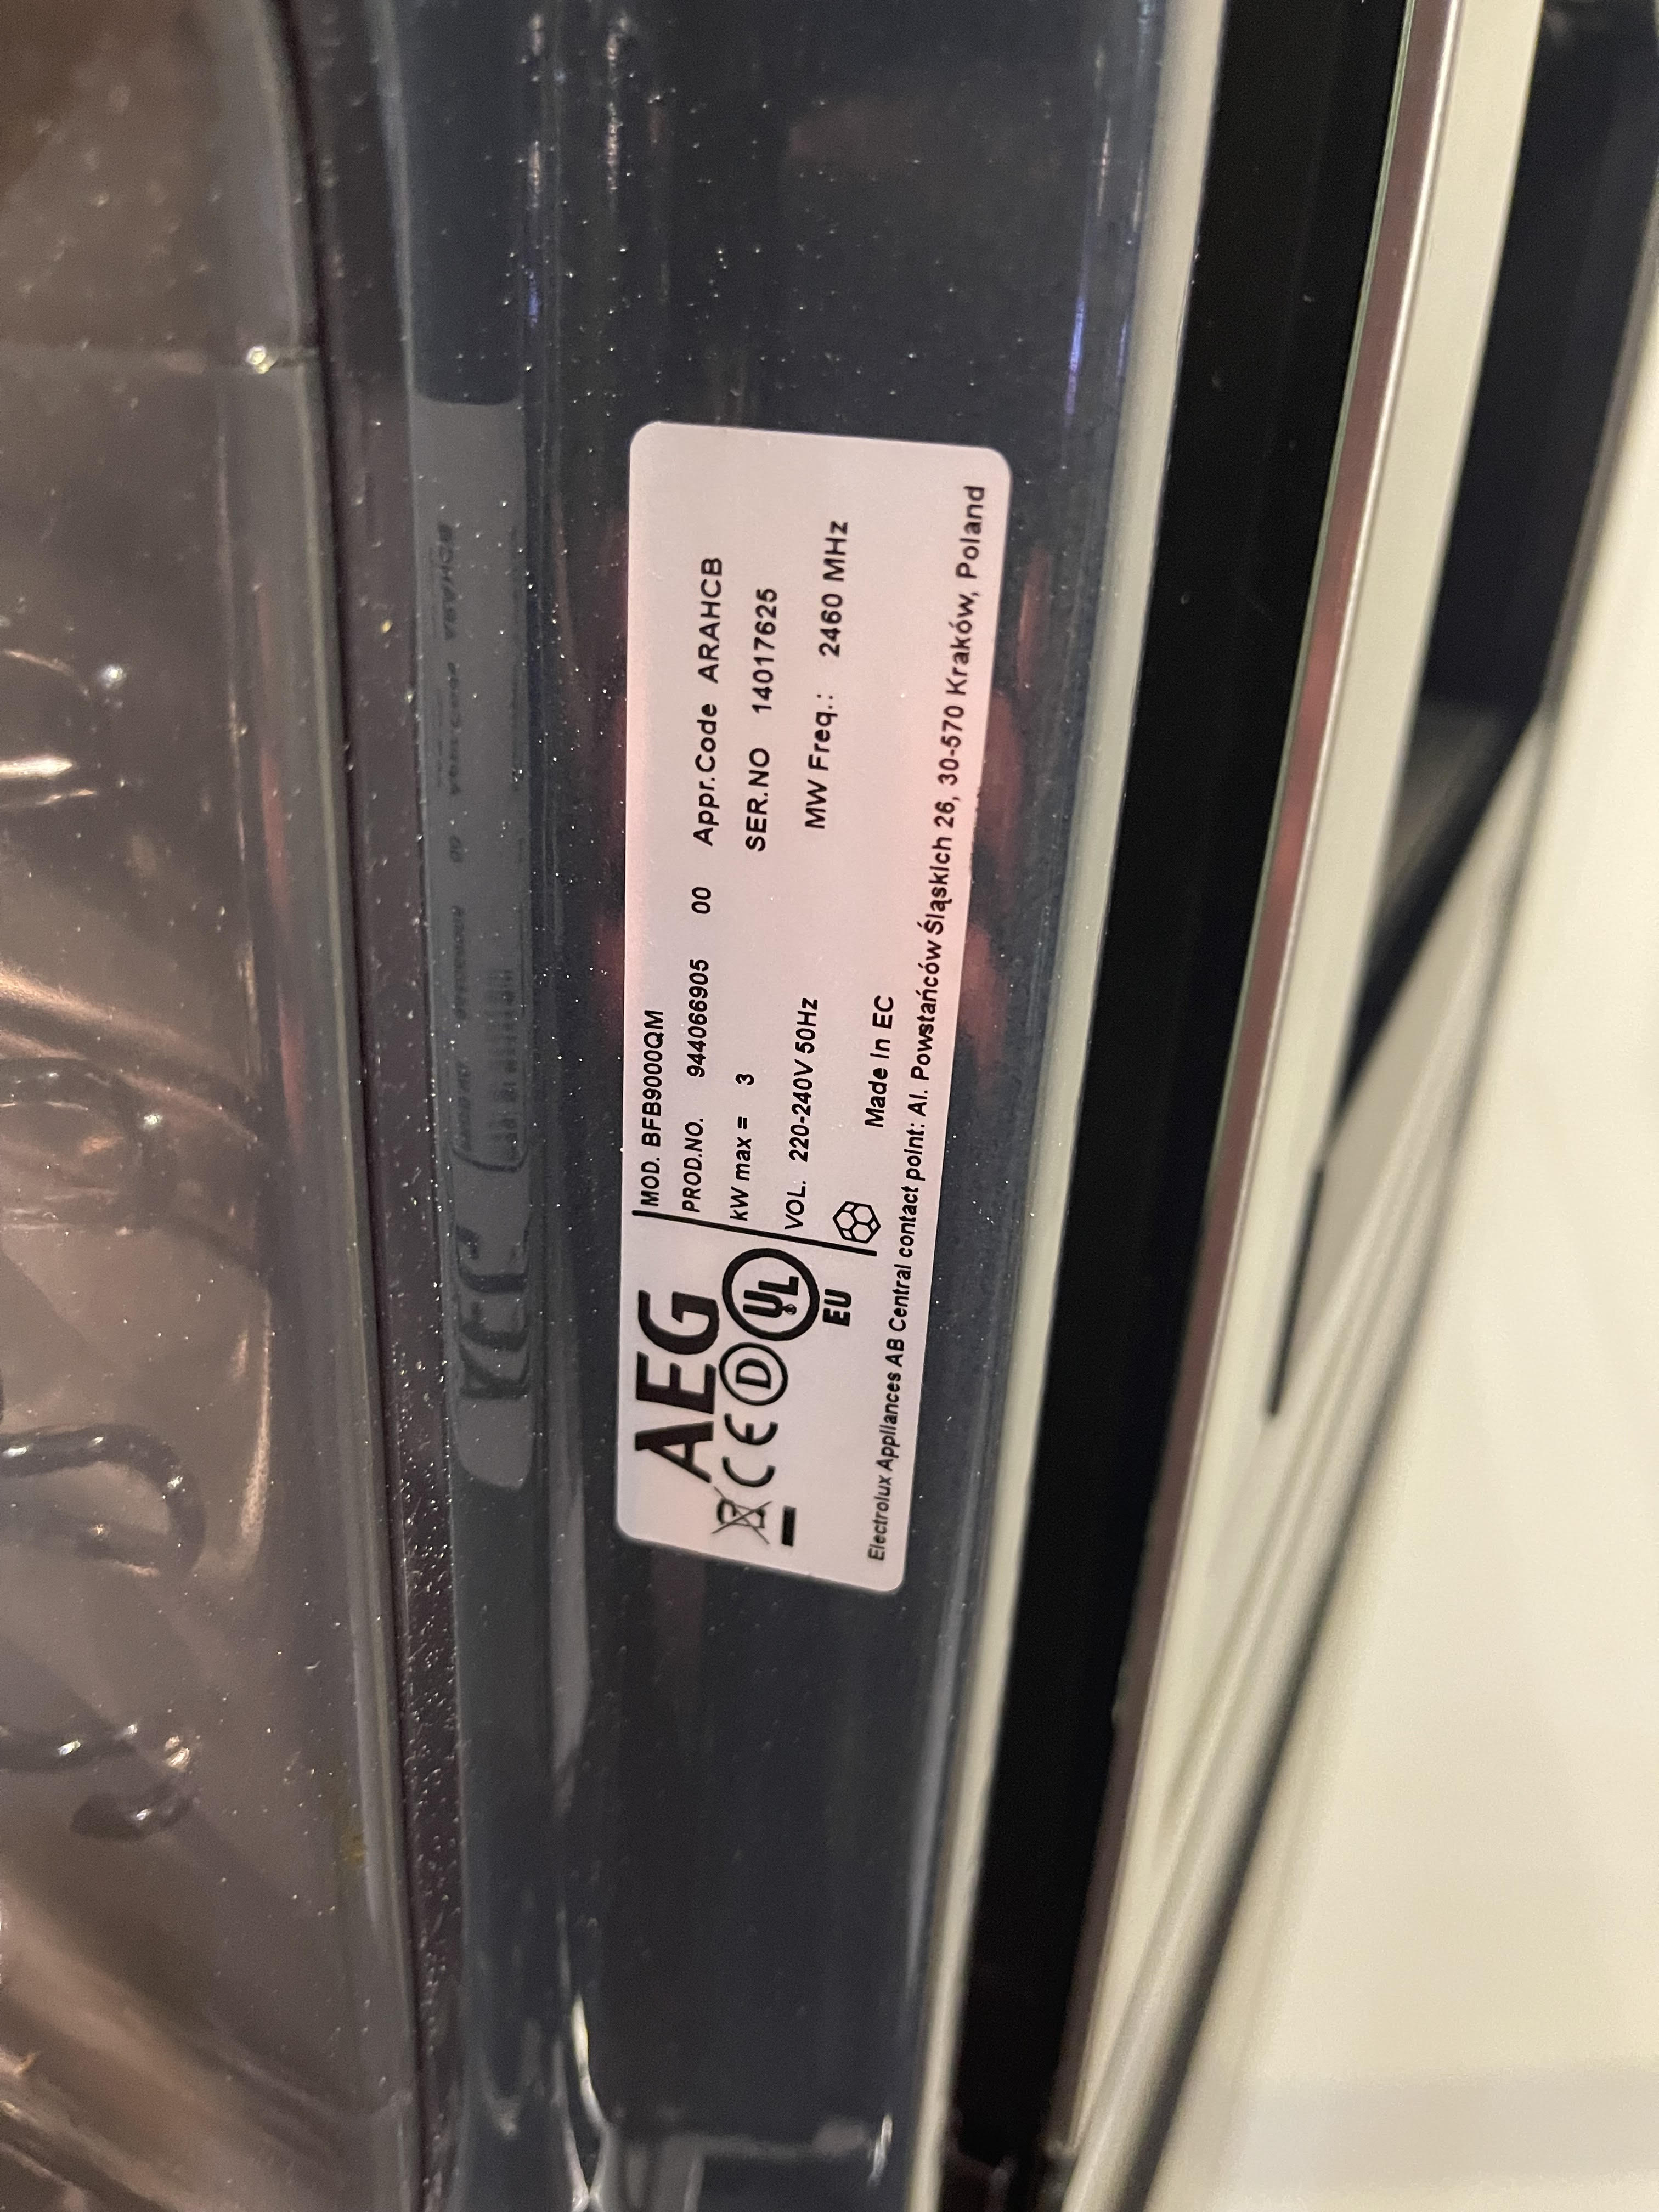 AEG
MOD. BFB9000QM
PROD.NO. 944066905 00 Appr.Code ARAHCB
kW max = 3 SER.NO 14017625
VOL. 220-240V 50Hz MW Freq.: 2460 MHz
CE D UL
EU
Made In EC
Electrolux Appliances AB Central contact point: Al. Powstańców Śląskich 26, 30-570 Kraków, Poland